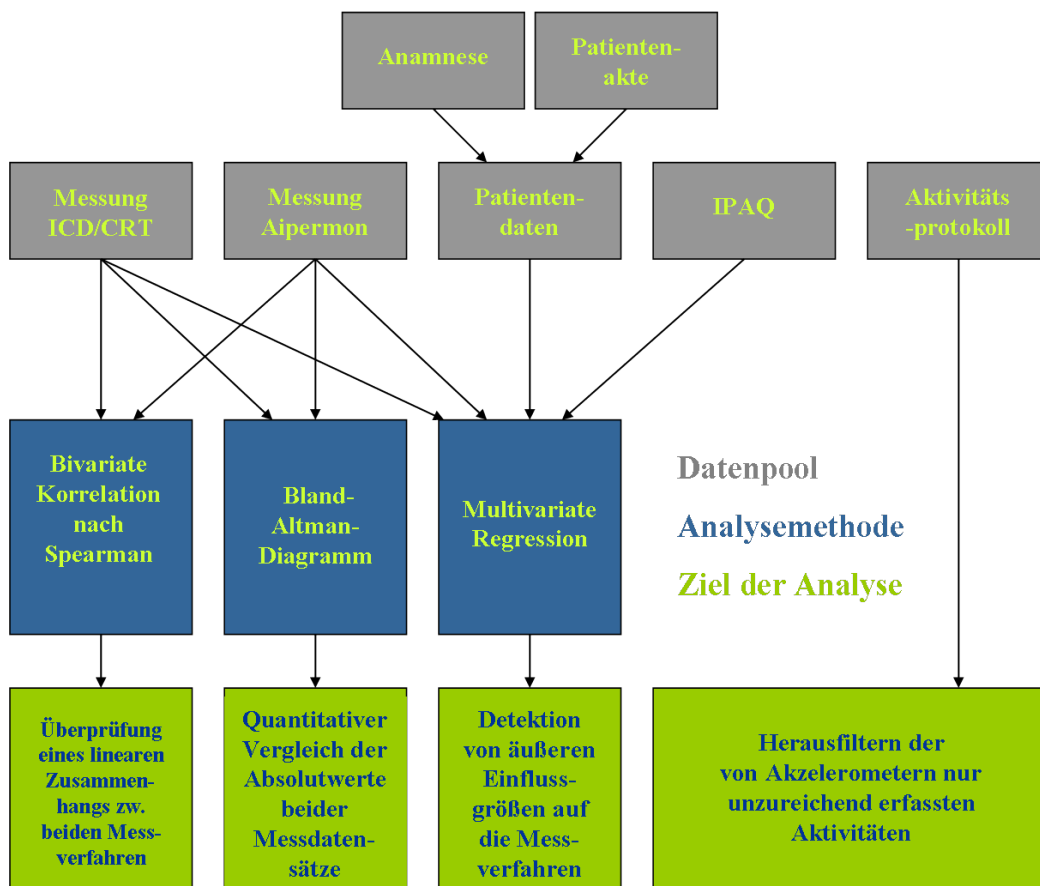 Anamnese
Patienten-
akte
Messung
ICD/CRT
Messung
Aipermon
Patienten-
daten
IPAQ
Aktivitäts
-protokoll
Bivariate
Korrelation
nach
Spearman
Bland-
Altman-
Diagramm
Multivariate
Regression
Datenpool
Analysemethode
Ziel der Analyse
Überprüfung
eines linearen
Zusammen-
hangs zw.
beiden Mess-
verfahren
Quantitativer
Vergleich der
Absolutwerte
beider
Messdaten-
sätze
Detektion
von äußeren
Einfluss-
größen auf
die Mess-
verfahren
Herausfiltern der
von Akzelerometern nur
unzureichend erfassten
Aktivitäten